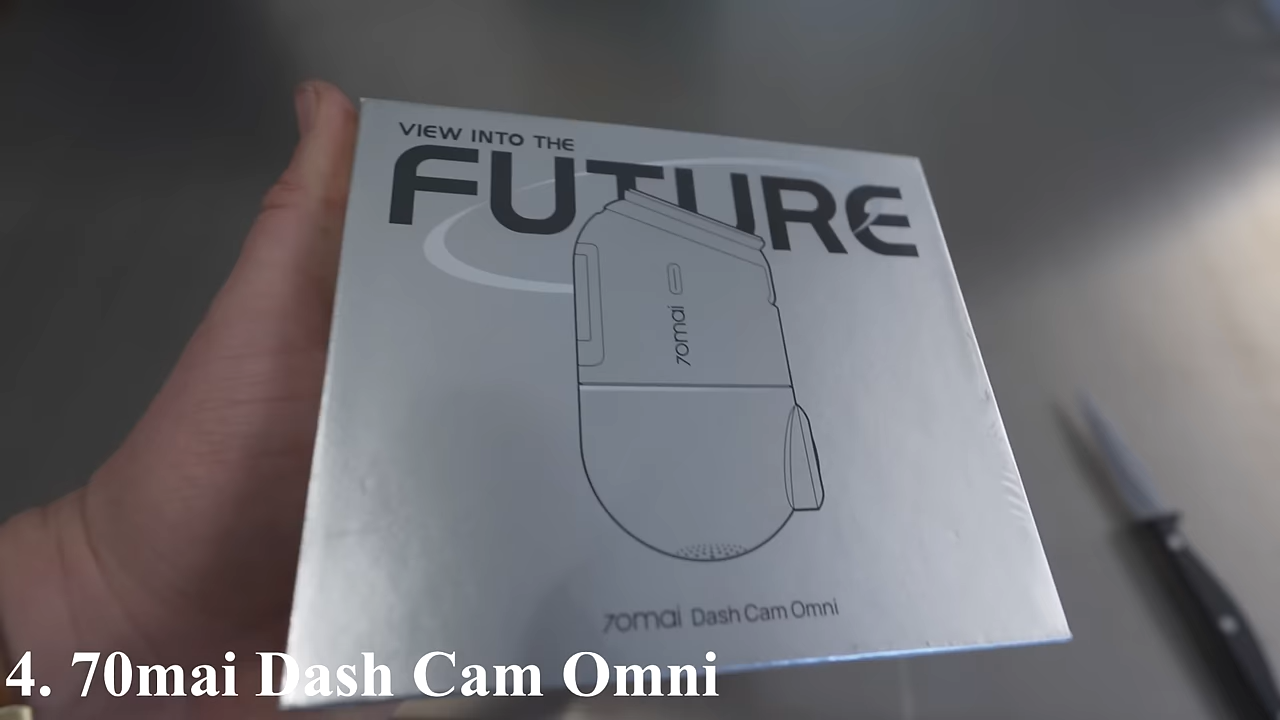 VIEW INTO THE
FUTURE
70mai
70mai Dash Cam Omni
4. 70mai Dash Cam Omni